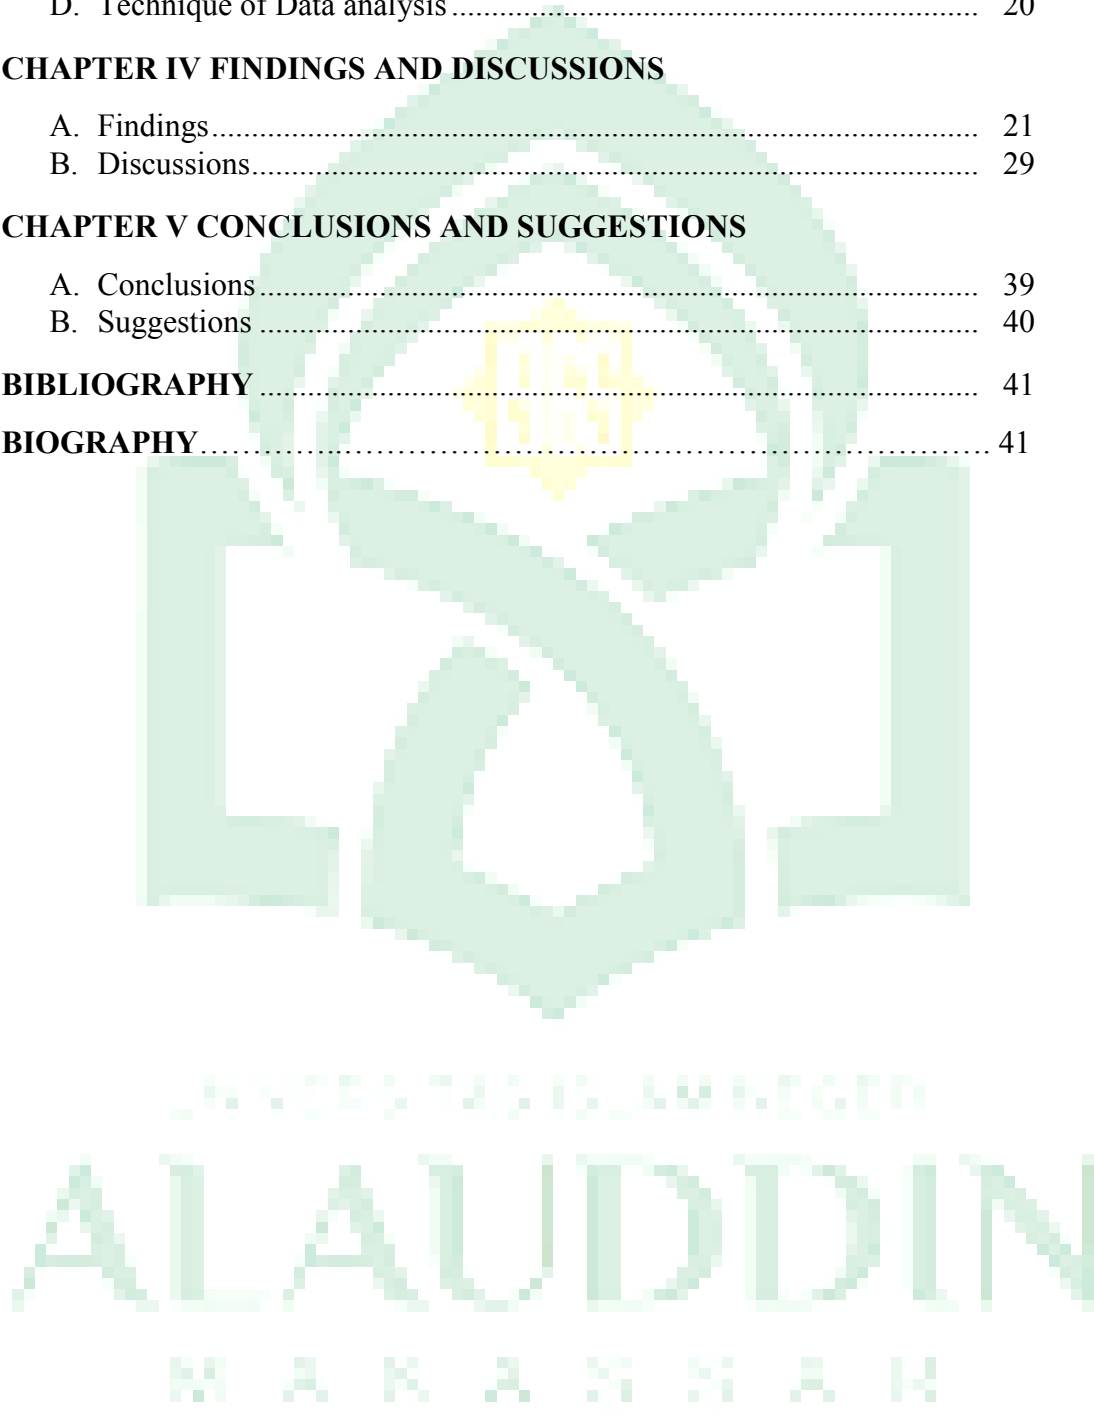 D. Technique of Data analysis.......................................................... 20
CHAPTER IV FINDINGS AND DISCUSSIONS
A. Findings.................................................................................. 21
B. Discussions.............................................................................. 29
CHAPTER V CONCLUSIONS AND SUGGESTIONS
A. Conclusions.............................................................................. 39
B. Suggestions.............................................................................. 40
BIBLIOGRAPHY.............................................................................. 41
BIOGRAPHY.............................................................................. 41
ALAUDDIN
MAKASSAR